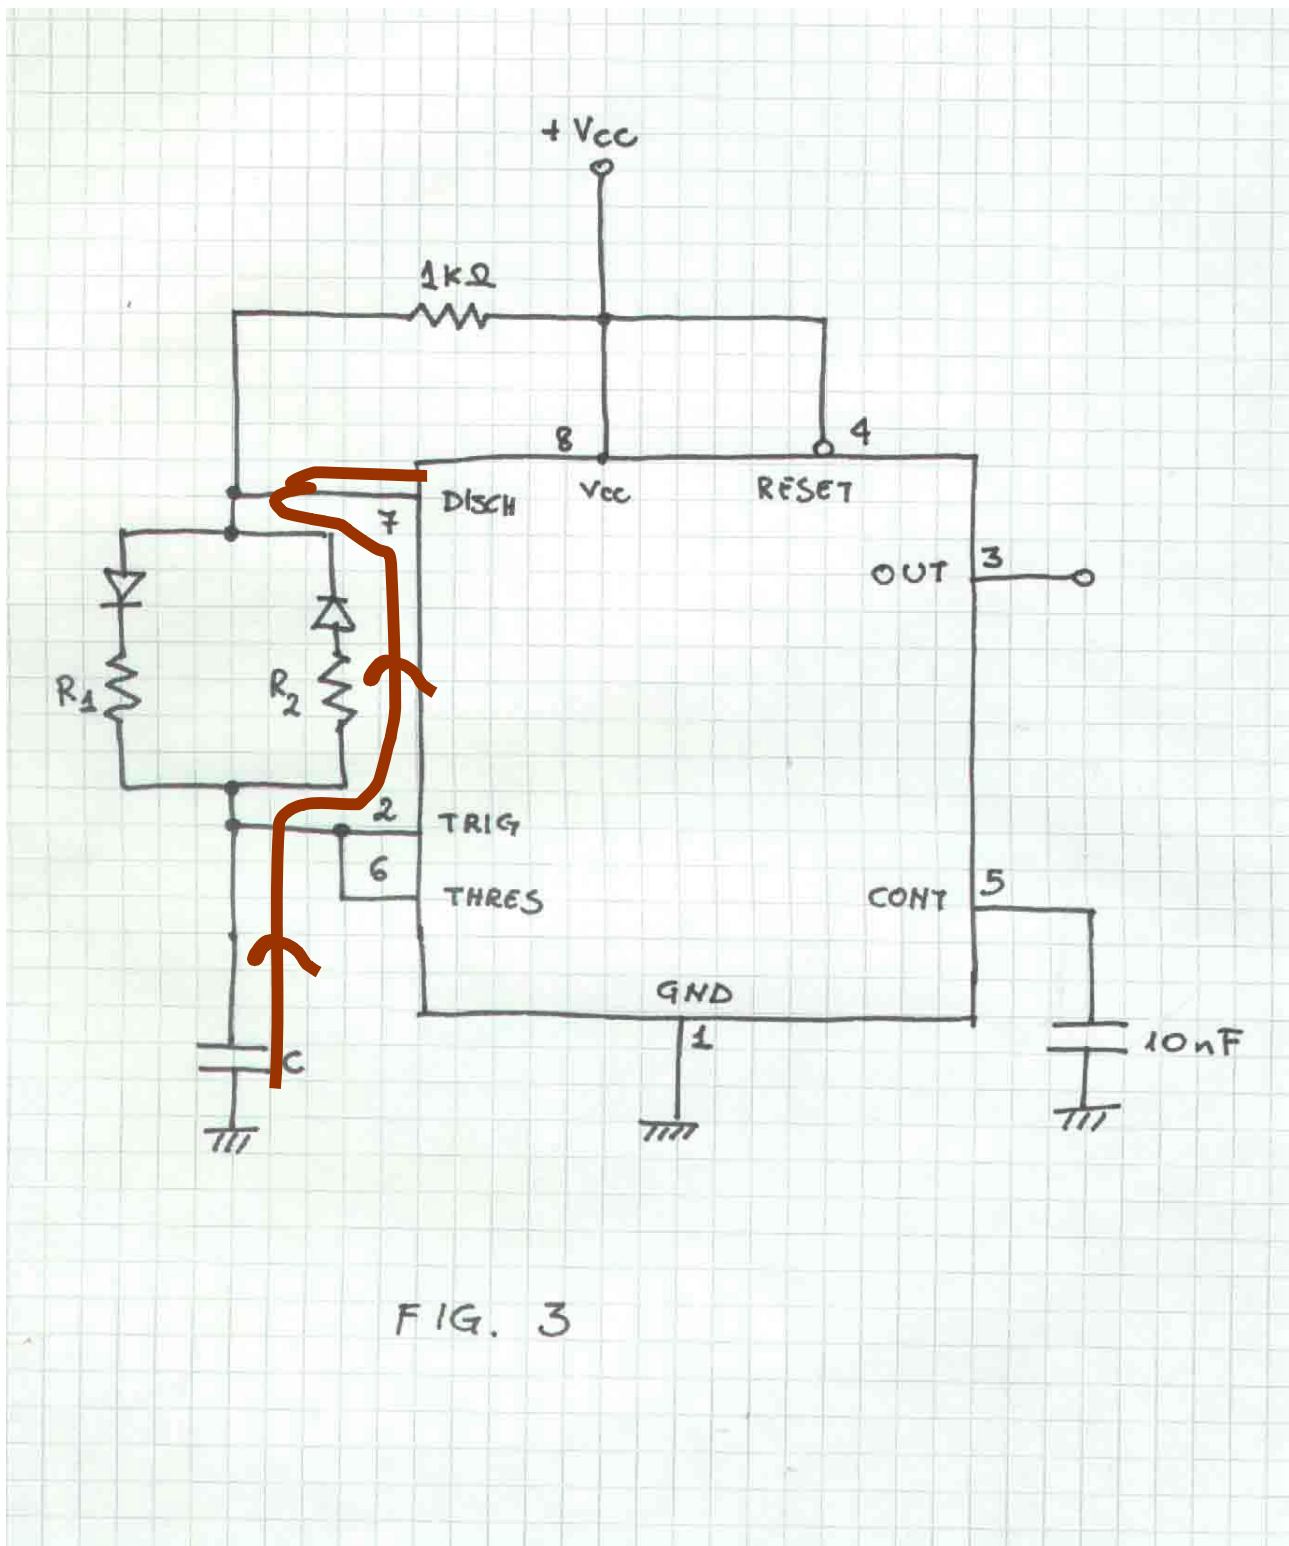 + Vcc
1KΩ
8
4
Vcc
RESET
DISCH
7
OUT
3
R1
R2
2
TRIG
6
THRES
CONT
5
GND
1
C
10nF
FIG. 3